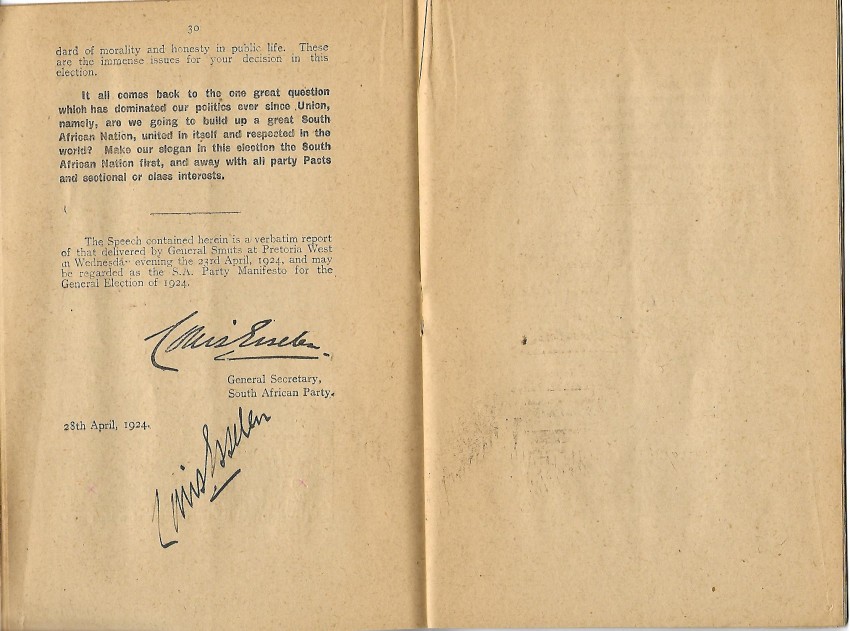 30
dard of morality and honesty in public life. These
are the immense issues for your decision in this
election.
It all comes back to the one great question
which has dominated our politics ever since Union,
namely, are we going to build up a great South
African Nation, united in itself and respected in the
world? Make our slogan in this election the South
African Nation first, and away with all party Pacts
and sectional or class interests.
The Speech contained herein is a verbatim report
of that delivered by General Smuts at Pretoria West
on Wednesday evening the 23rd April, 1924, and may
be regarded as the S.A. Party Manifesto for the
General Election of 1924.
Louis Esselen.
General Secretary,
South African Party.
28th April, 1924.
Louis Esselen